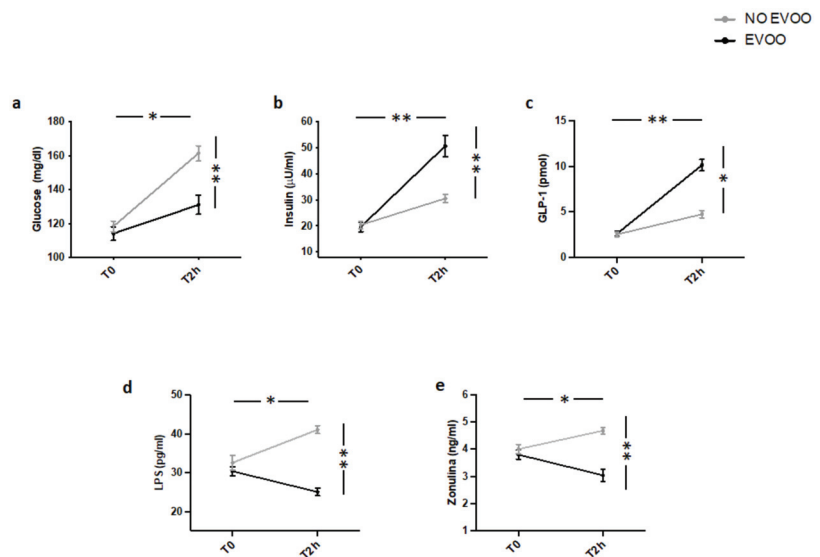 NO EVOO
EVOO
a
Glucose (mg/dl)
180
160
140
120
100
*
**
T0
T2h
b
Insulin (μU/ml)
60
50
40
30
20
10
**
**
T0
T2h
c
GLP-1 (pmol)
15
10
5
0
**
*
T0
T2h
d
LPS (pg/ml)
50
40
30
20
*
**
T0
T2h
e
Zonulina (ng/ml)
6
5
4
3
2
1
*
**
T0
T2h